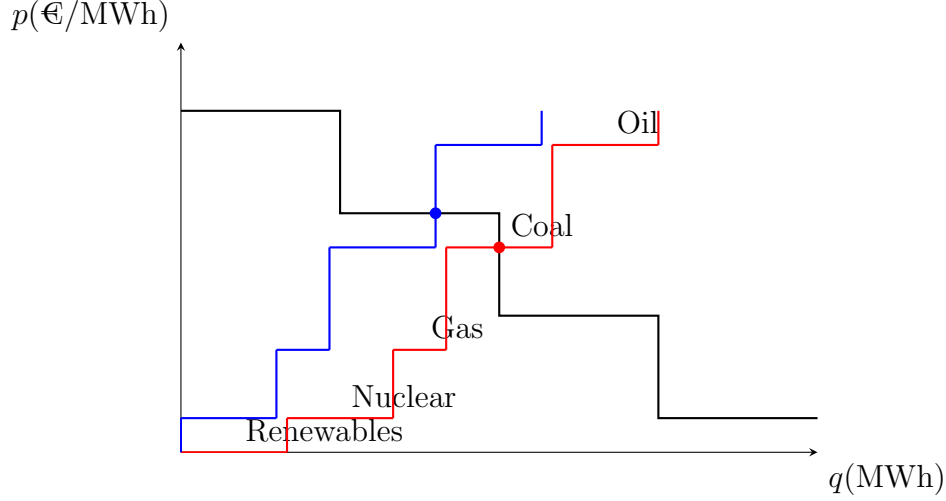 p(€/MWh)
Oil
Coal
Gas
Nuclear
Renewables
q(MWh)